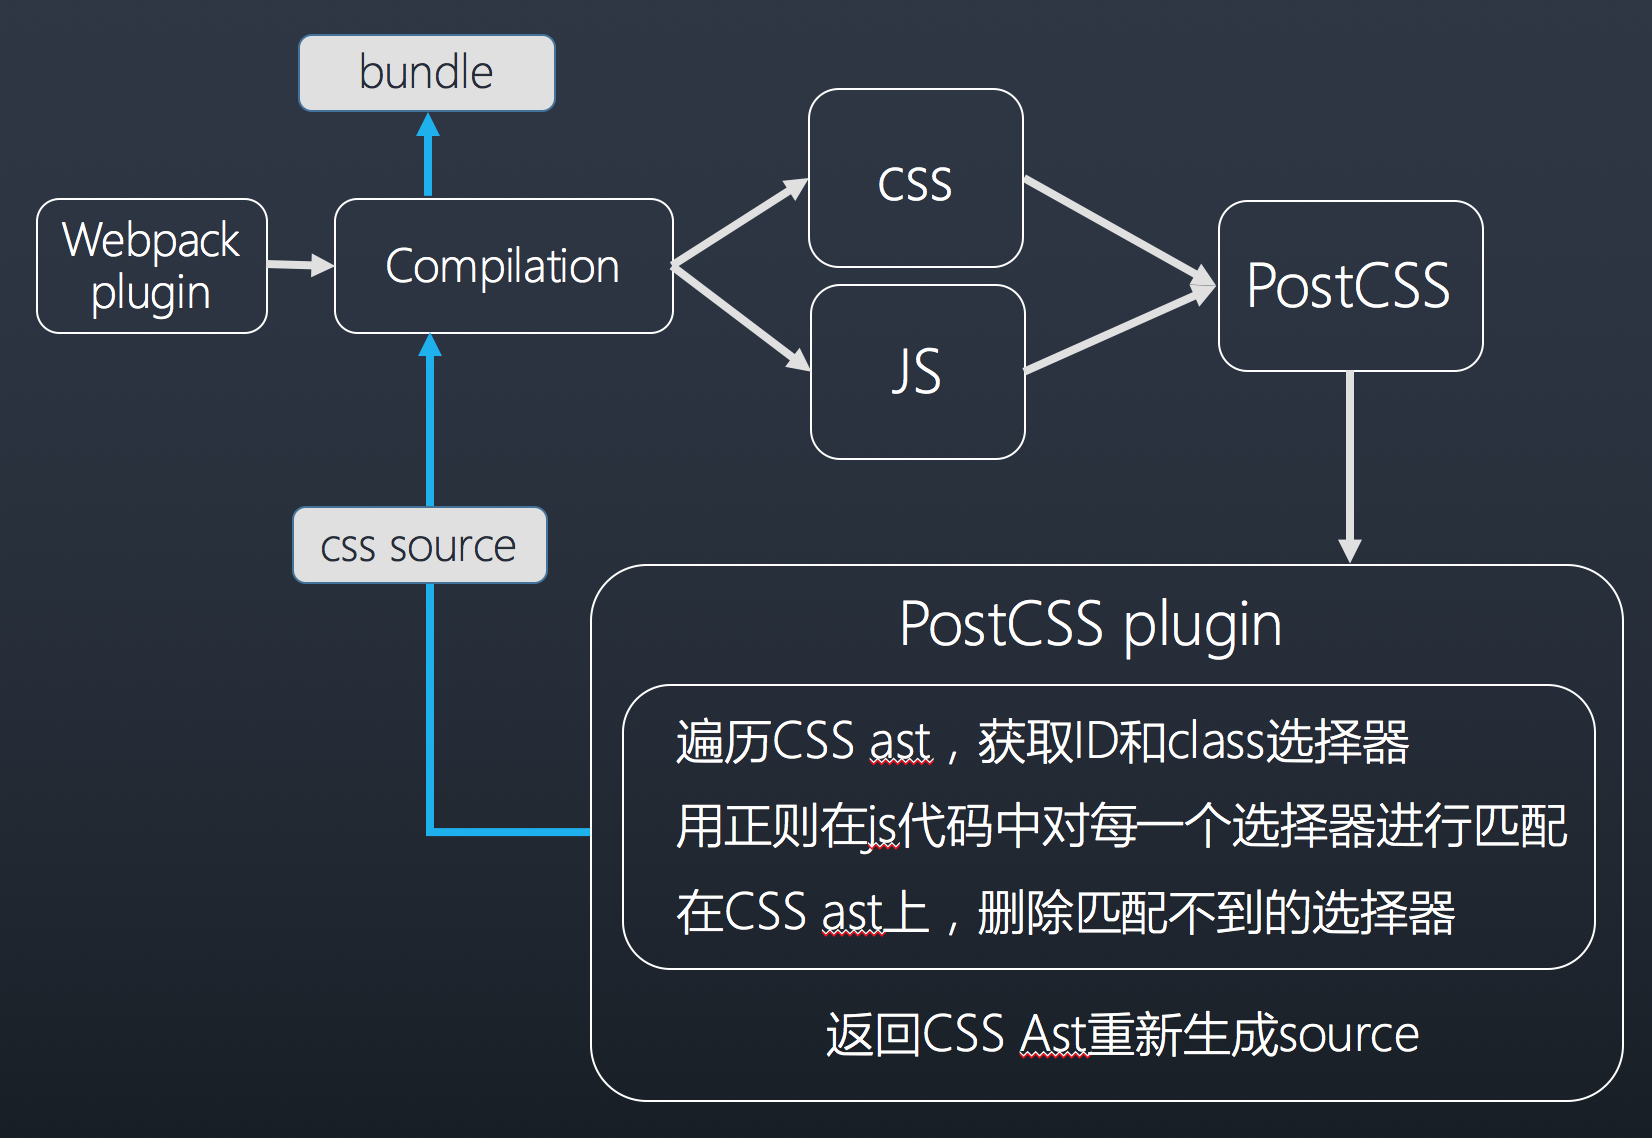 bundle
Webpack
plugin
Compilation
css
JS
PostCSS
css source
PostCSS plugin
遍历CSS ast，获取ID和class选择器
用正则在js代码中对每一个选择器进行匹配
在CSS ast上，删除匹配不到的选择器
返回CSS Ast重新生成source